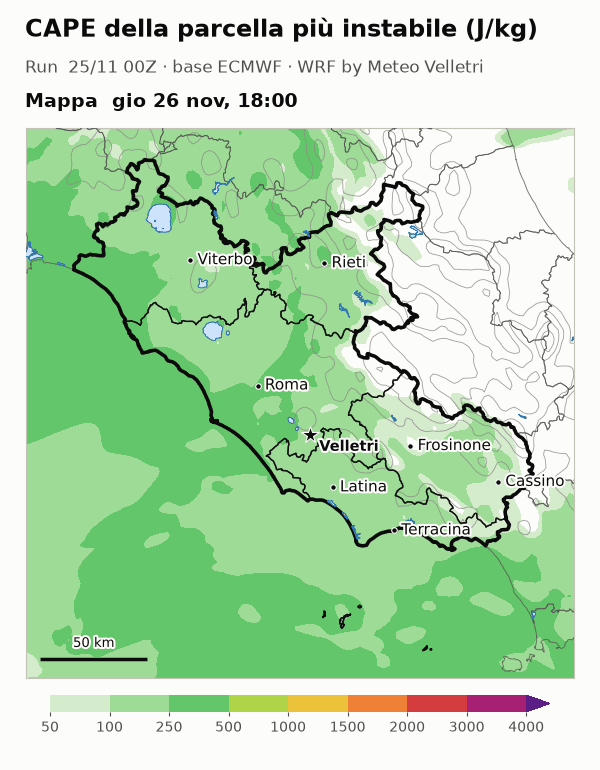 CAPE della parcella più instabile (J/kg)
Run  25/11 00Z · base ECMWF · WRF by Meteo Velletri
Mappa  gio 26 nov, 18:00
Viterbo
Rieti
Roma
Velletri
Frosinone
Cassino
Latina
Terracina
50 km
50 100 250 500 1000 1500 2000 3000 4000